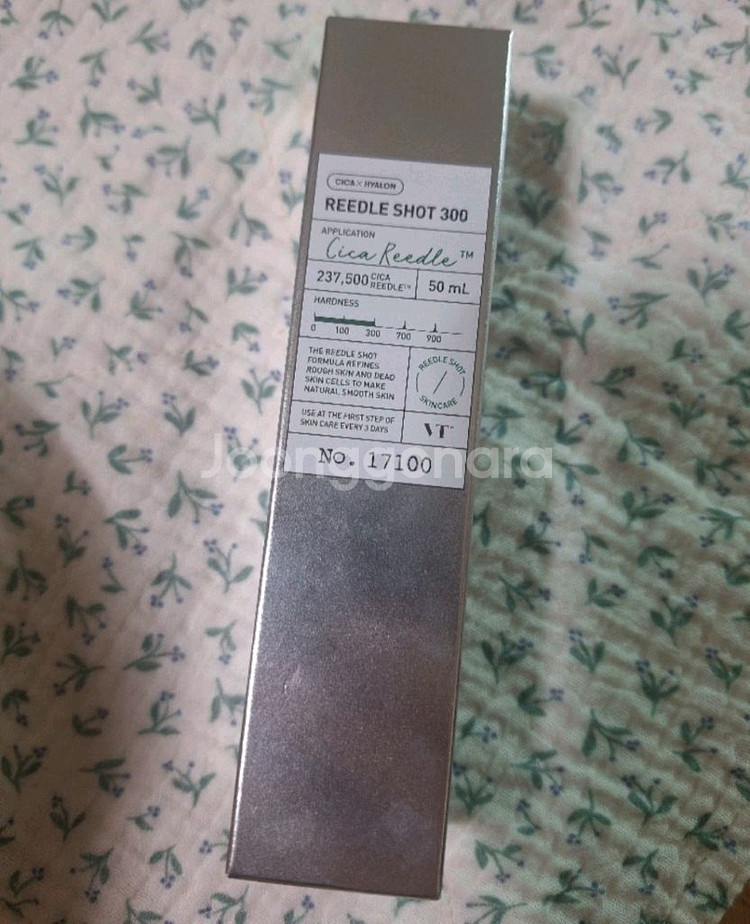 CICA × HYALON
REEDLE SHOT 300
APPLICATION
Cica Reedle™
237,500 CICA REEDLE™
50 mL
HARDNESS
0 100 300 700 900
THE REEDLE SHOT
FORMULA REFINES
ROUGH SKIN AND DEAD
SKIN CELLS TO MAKE
NATURAL SMOOTH SKIN
REEDLE SHOT
SKINCARE
USE AT THE FIRST STEP OF
SKIN CARE EVERY 3 DAYS
VT™
No. 17100
Joonggonara